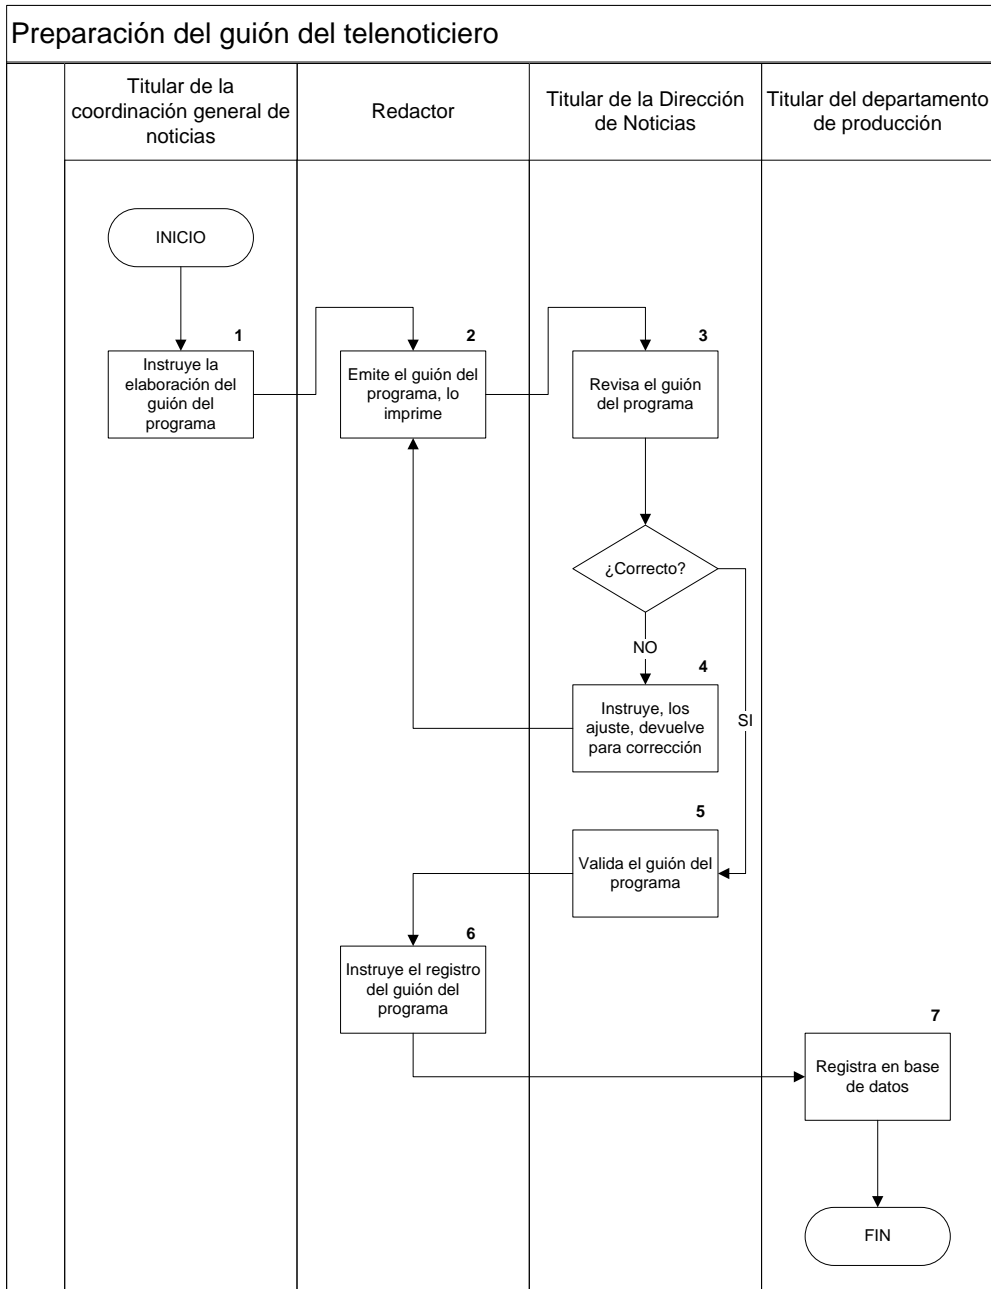 Preparación del guión del telenoticiero
Titular de la
coordinación general de
noticias
Redactor
Titular de la Dirección
de Noticias
Titular del departamento
de producción
INICIO
1
Instruye la
elaboración del
guión del
programa
2
Emite el guión del
programa, lo
imprime
3
Revisa el guión
del programa
¿Correcto?
NO
SI
4
Instruye, los
ajuste, devuelve
para corrección
5
Valida el guión del
programa
6
Instruye el registro
del guión del
programa
7
Registra en base
de datos
FIN